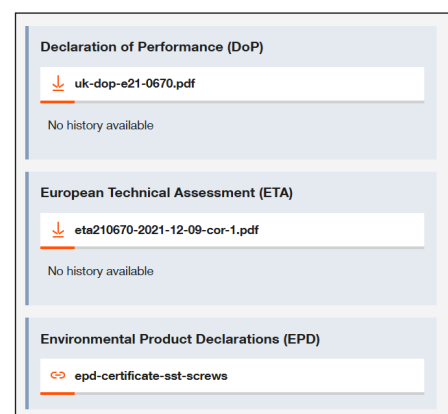 Declaration of Performance (DoP)
uk-dop-e21-0670.pdf
No history available
European Technical Assessment (ETA)
eta210670-2021-12-09-cor-1.pdf
No history available
Environmental Product Declarations (EPD)
epd-certificate-sst-screws